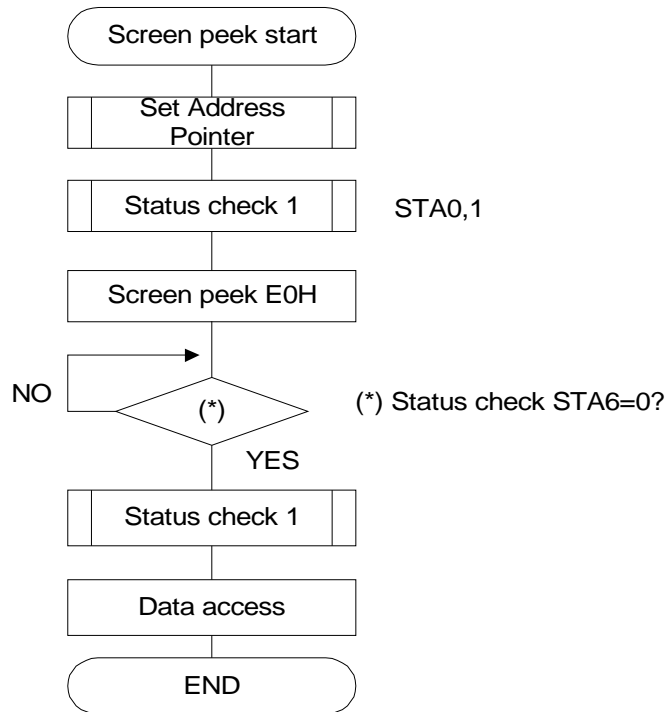 Screen peek start
Set Address
Pointer
Status check 1
STA0,1
Screen peek E0H
NO
(*)
(*) Status check STA6=0?
YES
Status check 1
Data access
END